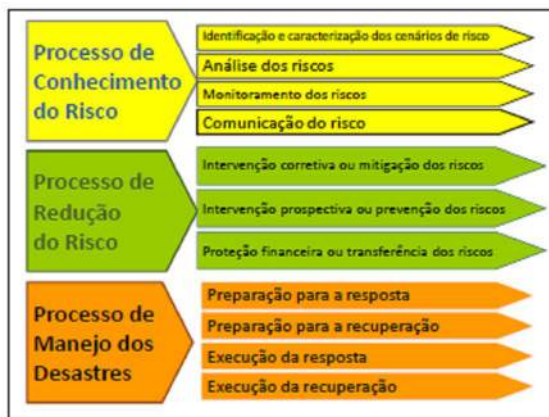 Processo de
Conhecimento
do Risco
Identificação e caracterização dos cenários de risco
Análise dos riscos
Monitoramento dos riscos
Comunicação do risco
Processo de
Redução
do Risco
Intervenção corretiva ou mitigação dos riscos
Intervenção prospectiva ou prevenção dos riscos
Proteção financeira ou transferência dos riscos
Processo de
Manejo dos
Desastres
Preparação para a resposta
Preparação para a recuperação
Execução da resposta
Execução da recuperação